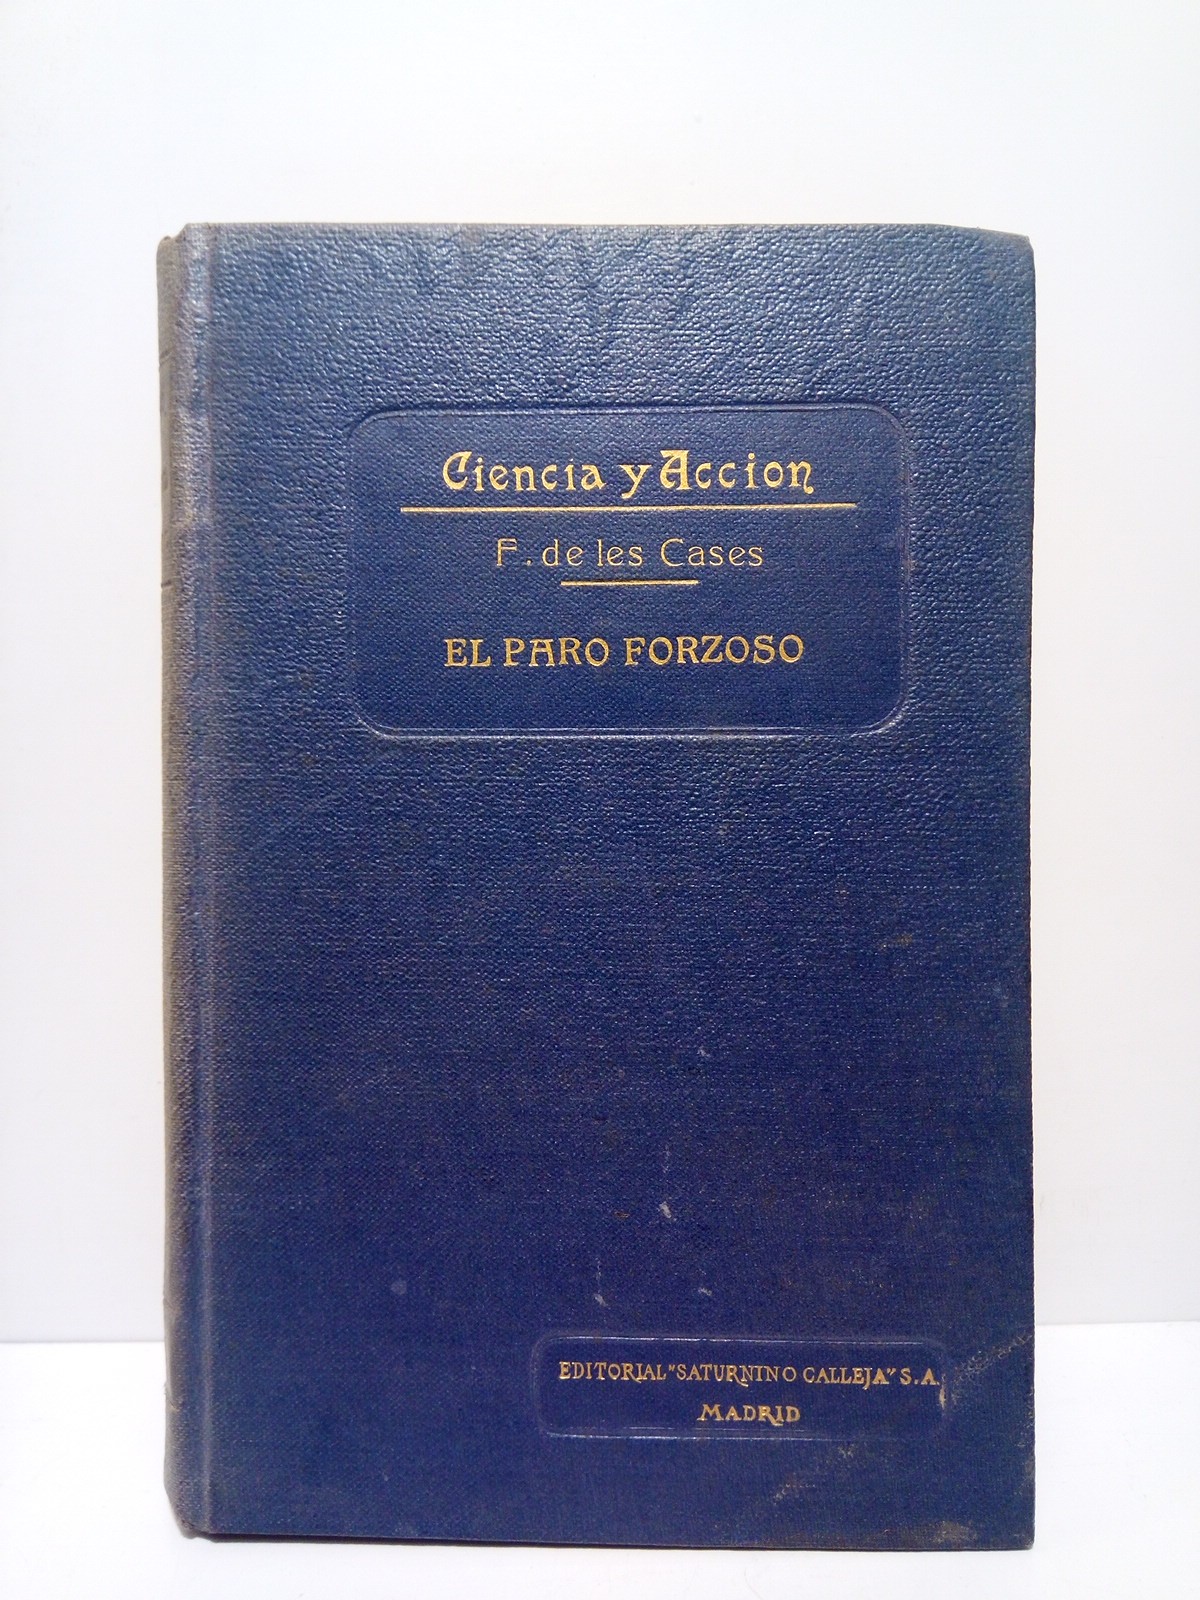 Ciencia y Accion
F. de les Cases
EL PARO FORZOSO
EDITORIAL "SATURNINO CALLEJA" S.A.
MADRID